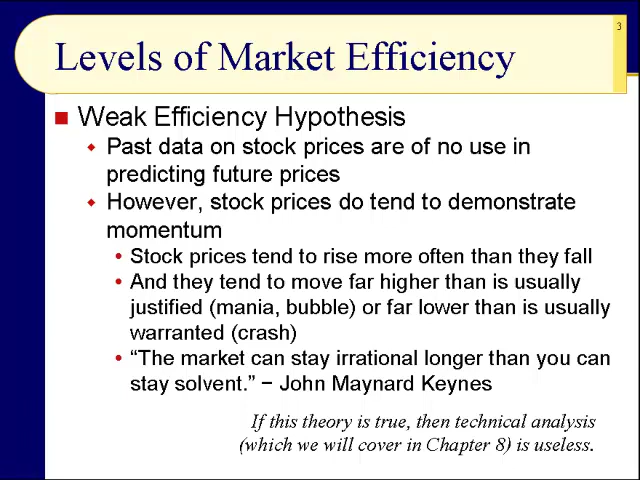 3
Levels of Market Efficiency
Weak Efficiency Hypothesis
Past data on stock prices are of no use in
predicting future prices
However, stock prices do tend to demonstrate
momentum
Stock prices tend to rise more often than they fall
And they tend to move far higher than is usually
justified (mania, bubble) or far lower than is usually
warranted (crash)
“The market can stay irrational longer than you can
stay solvent.” − John Maynard Keynes
If this theory is true, then technical analysis
(which we will cover in Chapter 8) is useless.